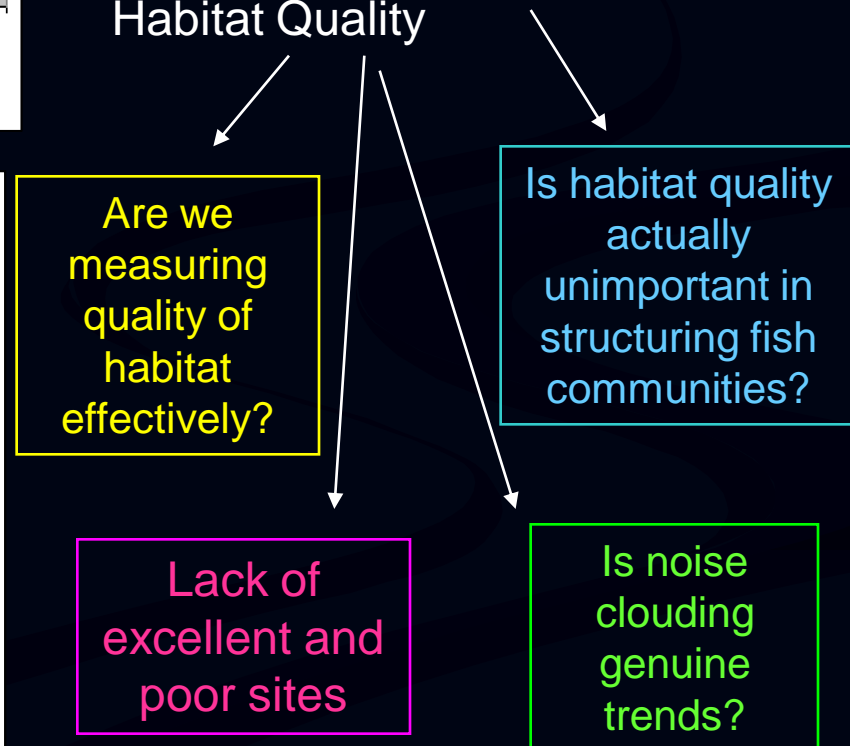 Habitat Quality
Are we
measuring
quality of
habitat
effectively?
Is habitat quality
actually
unimportant in
structuring fish
communities?
Lack of
excellent and
poor sites
Is noise
clouding
genuine
trends?